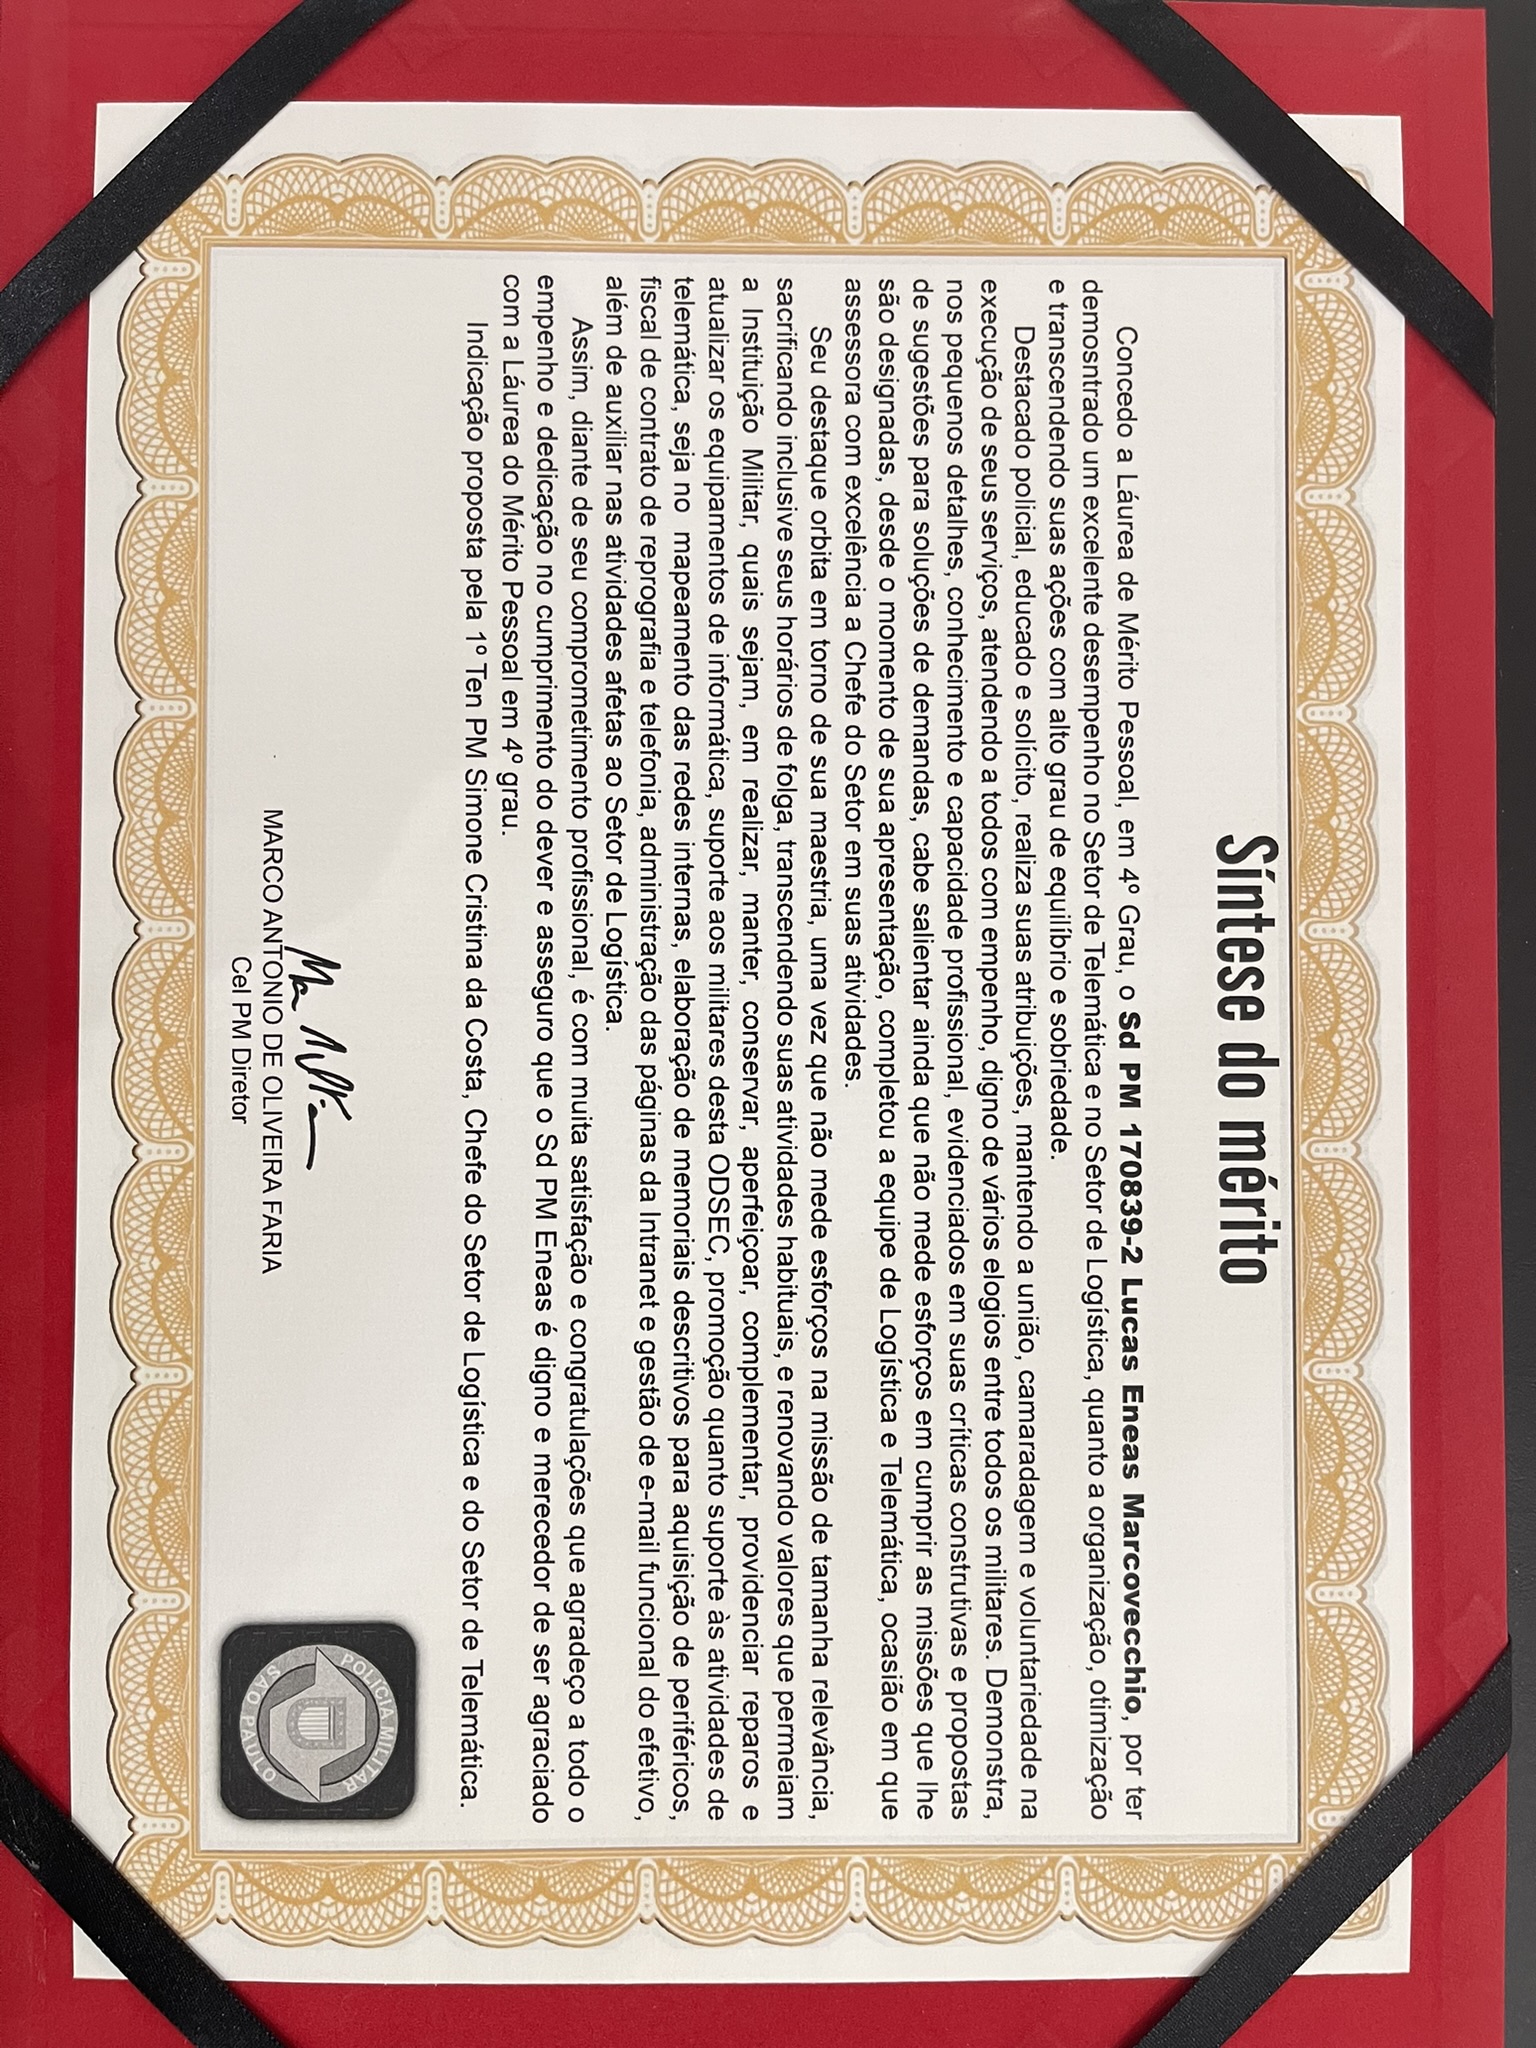 Síntese do mérito
Concedo a Láurea de Mérito Pessoal, em 4º Grau, o Sd PM 170839-2 Lucas Eneas Marcovecchio, por ter
demosntrado um excelente desempenho no Setor de Telemática e no Setor de Logística, quanto a organização, otimização
e transcendendo suas ações com alto grau de equilíbrio e sobriedade.
Destacado policial, educado e solícito, realiza suas atribuições, mantendo a união, camaradagem e voluntariedade na
execução de seus serviços, atendendo a todos com empenho, digno de vários elogios entre todos os militares. Demonstra,
nos pequenos detalhes, conhecimento e capacidade profissional, evidenciados em suas críticas construtivas e propostas
de sugestões para soluções de demandas, cabe salientar ainda que não mede esforços em cumprir as missões que lhe
são designadas, desde o momento de sua apresentação, completou a equipe de Logística e Telemática, ocasião em que
assessora com excelência a Chefe do Setor em suas atividades.
Seu destaque orbita em torno de sua maestria, uma vez que não mede esforços na missão de tamanha relevância,
sacrificando inclusive seus horários de folga, transcendendo suas atividades habituais, e renovando valores que permeiam
a Instituição Militar, quais sejam, em realizar, manter, conservar, aperfeiçoar, complementar, providenciar reparos e
atualizar os equipamentos de informática, suporte aos militares desta ODSEC, promoção quanto suporte às atividades de
telemática, seja no mapeamento das redes internas, elaboração de memoriais descritivos para aquisição de periféricos,
fiscal de contrato de reprografia e telefonia, administração das páginas da Intranet e gestão de e-mail funcional do efetivo,
além de auxiliar nas atividades afetas ao Setor de Logística.
Assim, diante de seu comprometimento profissional, é com muita satisfação e congratulações que agradeço a todo o
empenho e dedicação no cumprimento do dever e asseguro que o Sd PM Eneas é digno e merecedor de ser agraciado
com a Láurea do Mérito Pessoal em 4º grau.
Indicação proposta pela 1º Ten PM Simone Cristina da Costa, Chefe do Setor de Logística e do Setor de Telemática.
MARCO ANTONIO DE OLIVEIRA FARIA
Cel PM Diretor
POLÍCIA MILITAR
SÃO PAULO